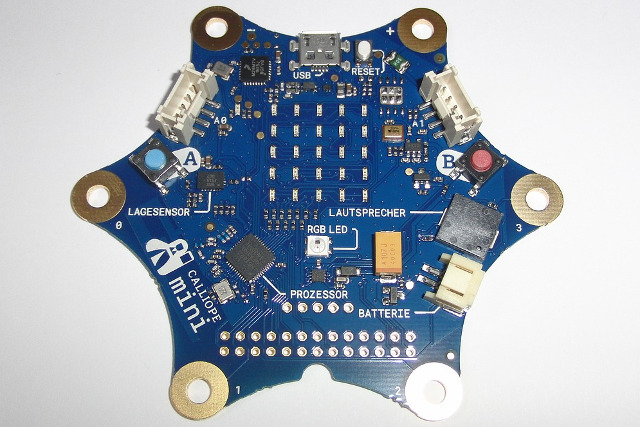 - +
USB RESET
A0 A1
A B
LAGESENSOR LAUTSPRECHER
0 3
RGB LED
CALLIOPE
mini
PROZESSOR
BATTERIE
1 2